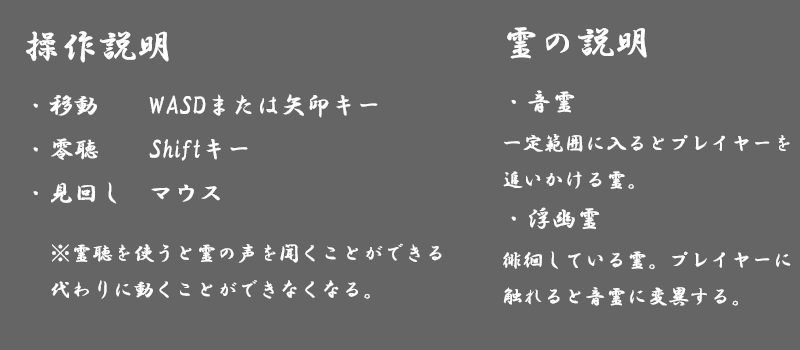 操作説明
・移動　WASDまたは矢印キー
・零聴　Shiftキー
・見回し　マウス
※霊聴を使うと霊の声を聞くことができる
代わりに動くことができなくなる。
霊の説明
・音霊
一定範囲に入るとプレイヤーを
追いかける霊。
・浮幽霊
徘徊している霊。プレイヤーに
触れると音霊に変異する。